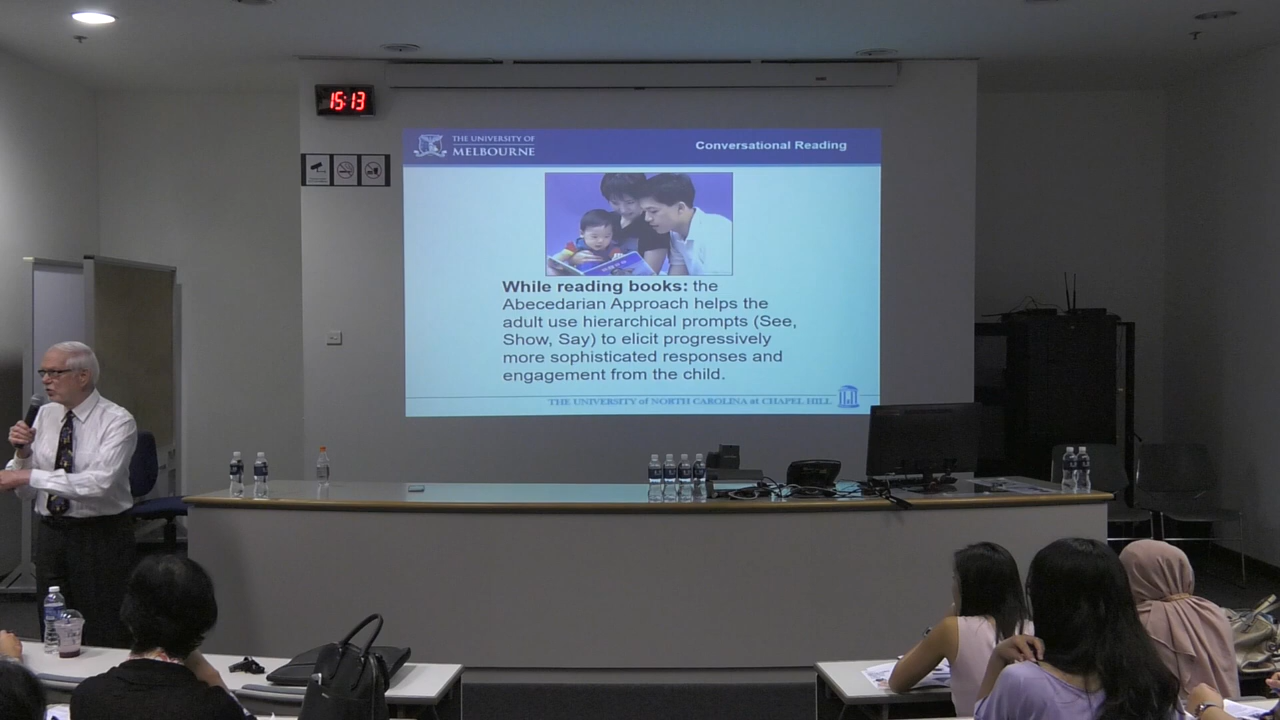 15:13
THE UNIVERSITY OF
MELBOURNE
Conversational Reading
While reading books: the
Abecedarian Approach helps the
adult use hierarchical prompts (See,
Show, Say) to elicit progressively
more sophisticated responses and
engagement from the child.
THE UNIVERSITY of NORTH CAROLINA at CHAPEL HILL